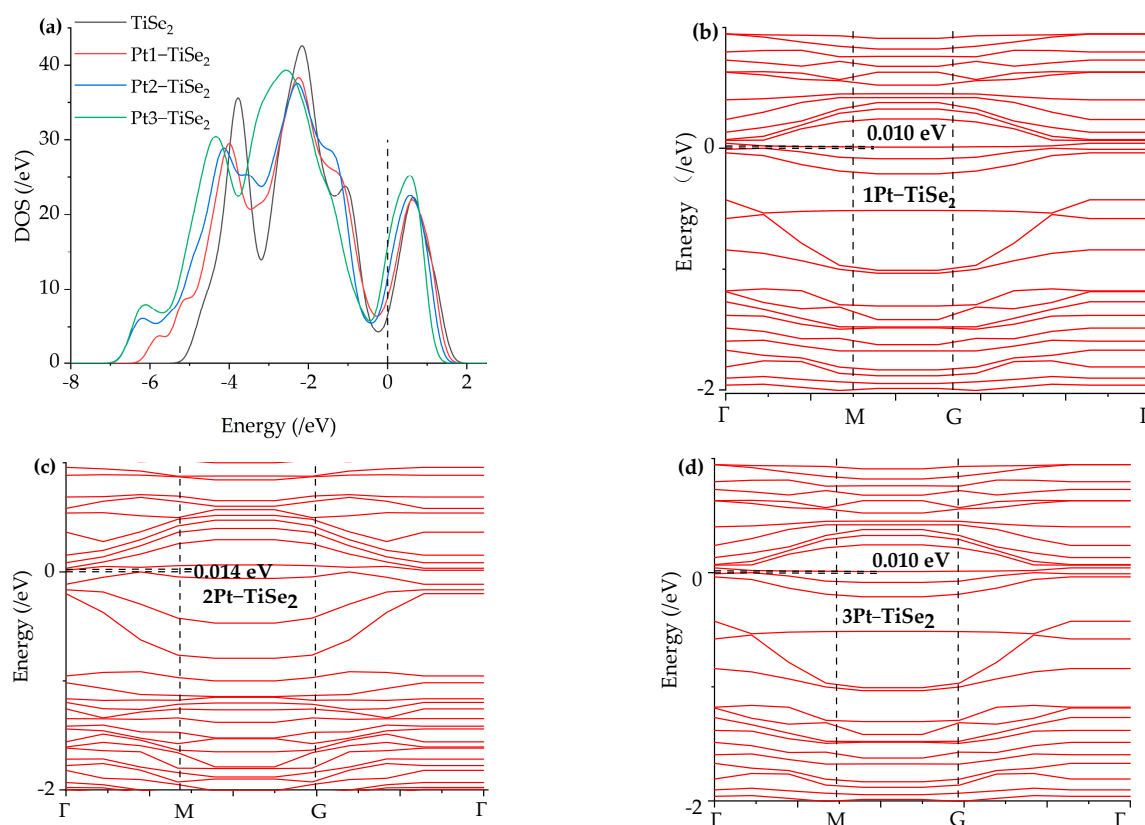 (a)
TiSe2
Pt1–TiSe2
Pt2–TiSe2
Pt3–TiSe2
40
30
20
10
0
DOS (/eV)
-8
-6
-4
-2
0
2
Energy (/eV)
(b)
0
-2
Energy （/eV)
0.010 eV
1Pt–TiSe2
Γ
M
G
(c)
0
-2
Energy (/eV)
0.014 eV
2Pt–TiSe2
Γ
M
G
Γ
(d)
0
-2
Energy (/eV)
0.010 eV
3Pt–TiSe2
Γ
M
G
Γ